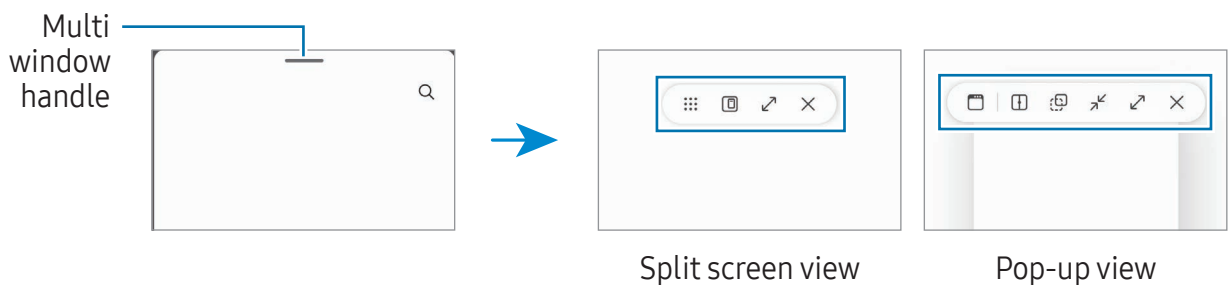 Multi
window
handle
Split screen view
Pop-up view